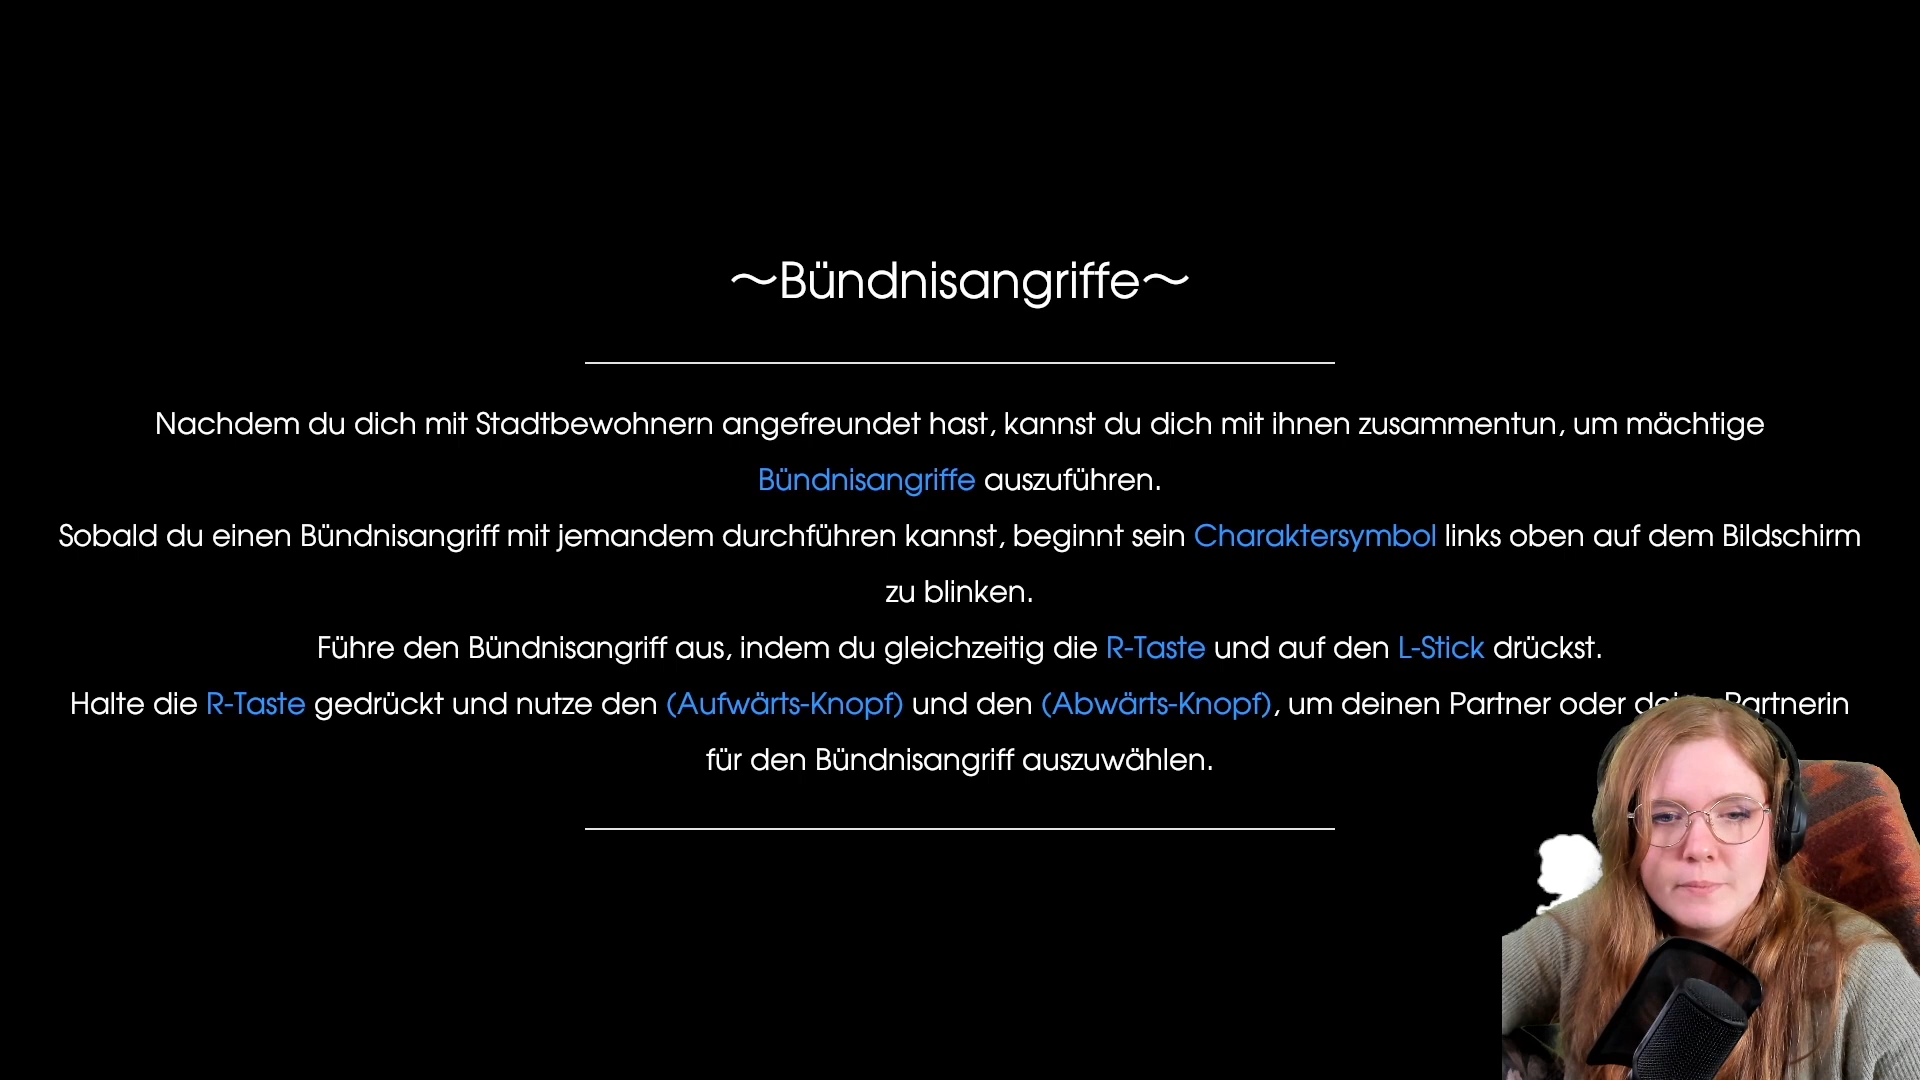 ～Bündnisangriffe～
Nachdem du dich mit Stadtbewohnern angefreundet hast, kannst du dich mit ihnen zusammentun, um mächtige
Bündnisangriffe auszuführen.
Sobald du einen Bündnisangriff mit jemandem durchführen kannst, beginnt sein Charaktersymbol links oben auf dem Bildschirm
zu blinken.
Führe den Bündnisangriff aus, indem du gleichzeitig die R-Taste und auf den L-Stick drückst.
Halte die R-Taste gedrückt und nutze den (Aufwärts-Knopf) und den (Abwärts-Knopf), um deinen Partner oder Partnerin
für den Bündnisangriff auszuwählen.